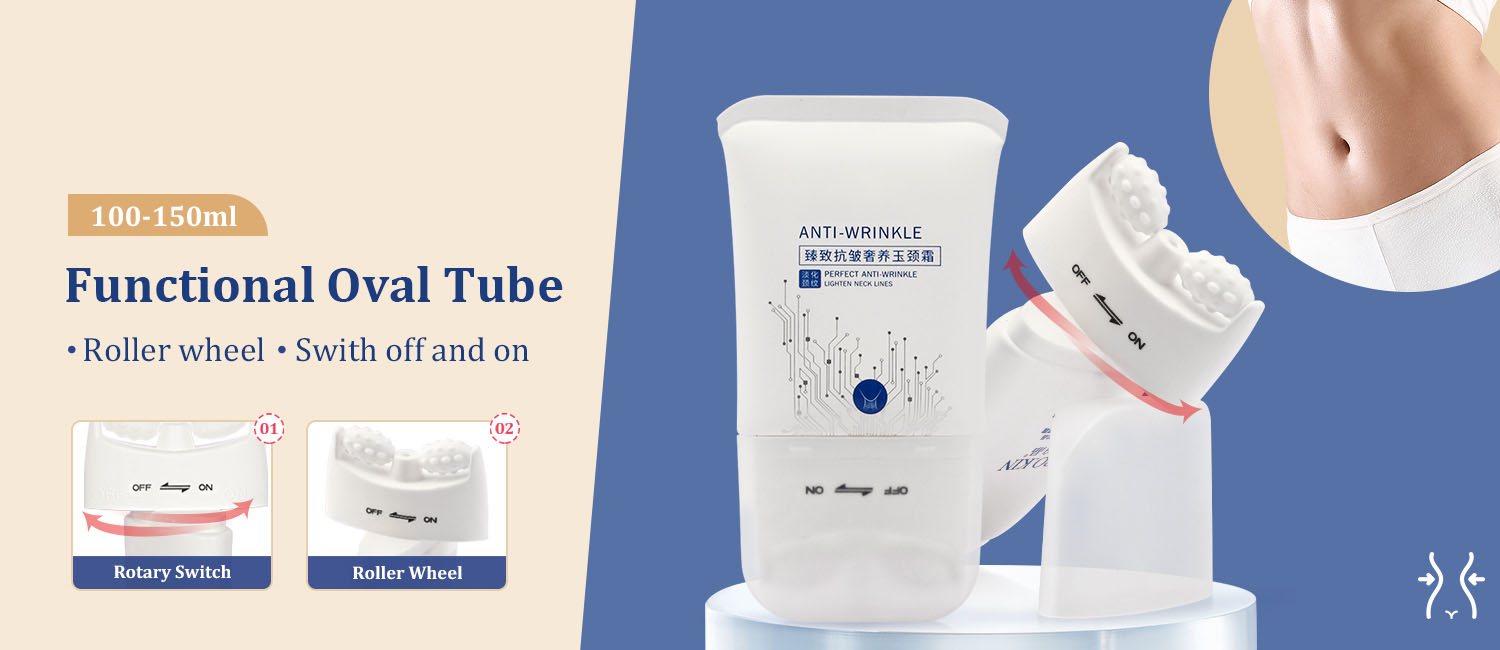 100-150ml
Functional Oval Tube
• Roller wheel • Swith off and on
01
OFF ON
Rotary Switch
02
OFF ON
Roller Wheel
ANTI-WRINKLE
臻致抗皱奢养玉颈霜
淡化
颈纹
PERFECT ANTI-WRINKLE
LIGHTEN NECK LINES
OFF ON
OFF ON